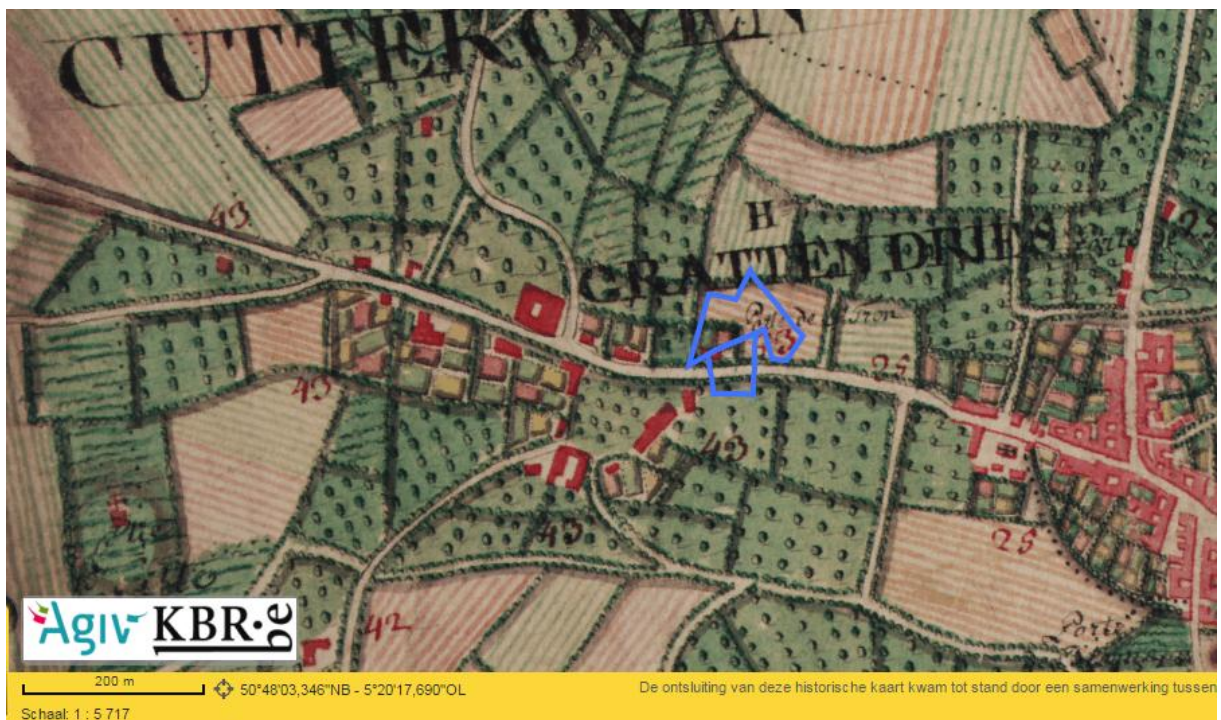 CUTTEKOVEN
43
H
GRATTEN DRIES
25
43
25
43
43
25
42
Porte
Agiv KBR.be
200 m
50°48'03,346"NB - 5°20'17,690"OL
De ontsluiting van deze historische kaart kwam tot stand door een samenwerking tussen
Schaal: 1 : 5 717